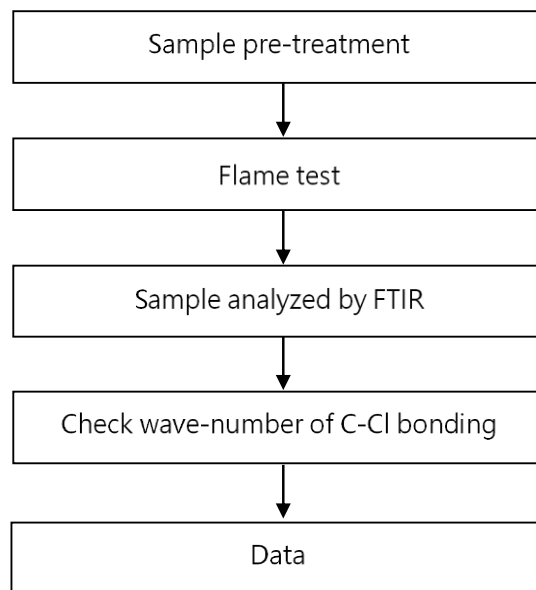 Sample pre-treatment
Flame test
Sample analyzed by FTIR
Check wave-number of C-Cl bonding
Data